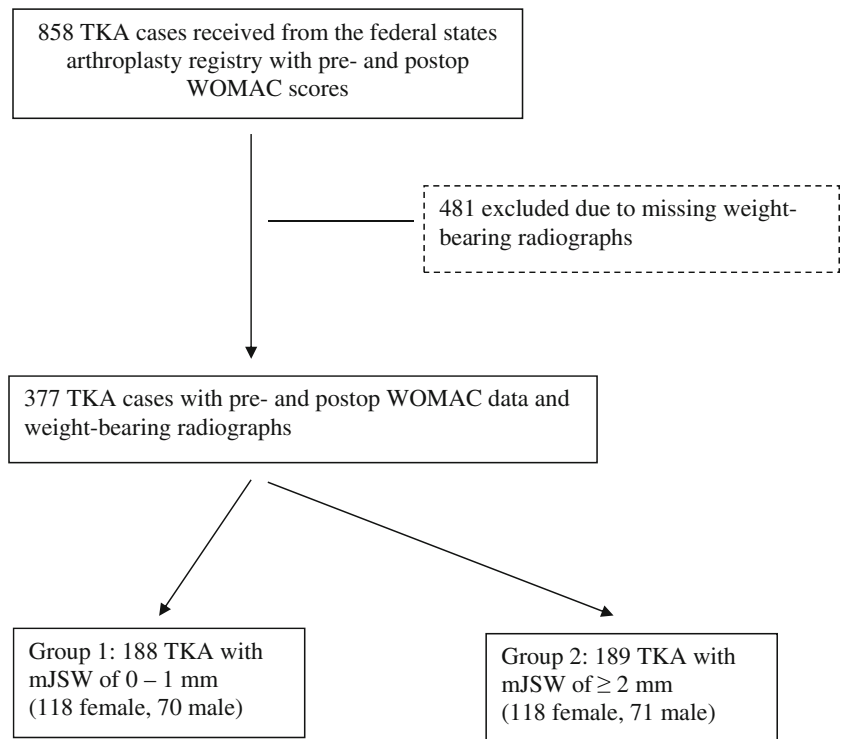 858 TKA cases received from the federal states
arthroplasty registry with pre- and postop
WOMAC scores
481 excluded due to missing weight-
bearing radiographs
377 TKA cases with pre- and postop WOMAC data and
weight-bearing radiographs
Group 1: 188 TKA with
mJSW of 0 – 1 mm
(118 female, 70 male)
Group 2: 189 TKA with
mJSW of ≥ 2 mm
(118 female, 71 male)